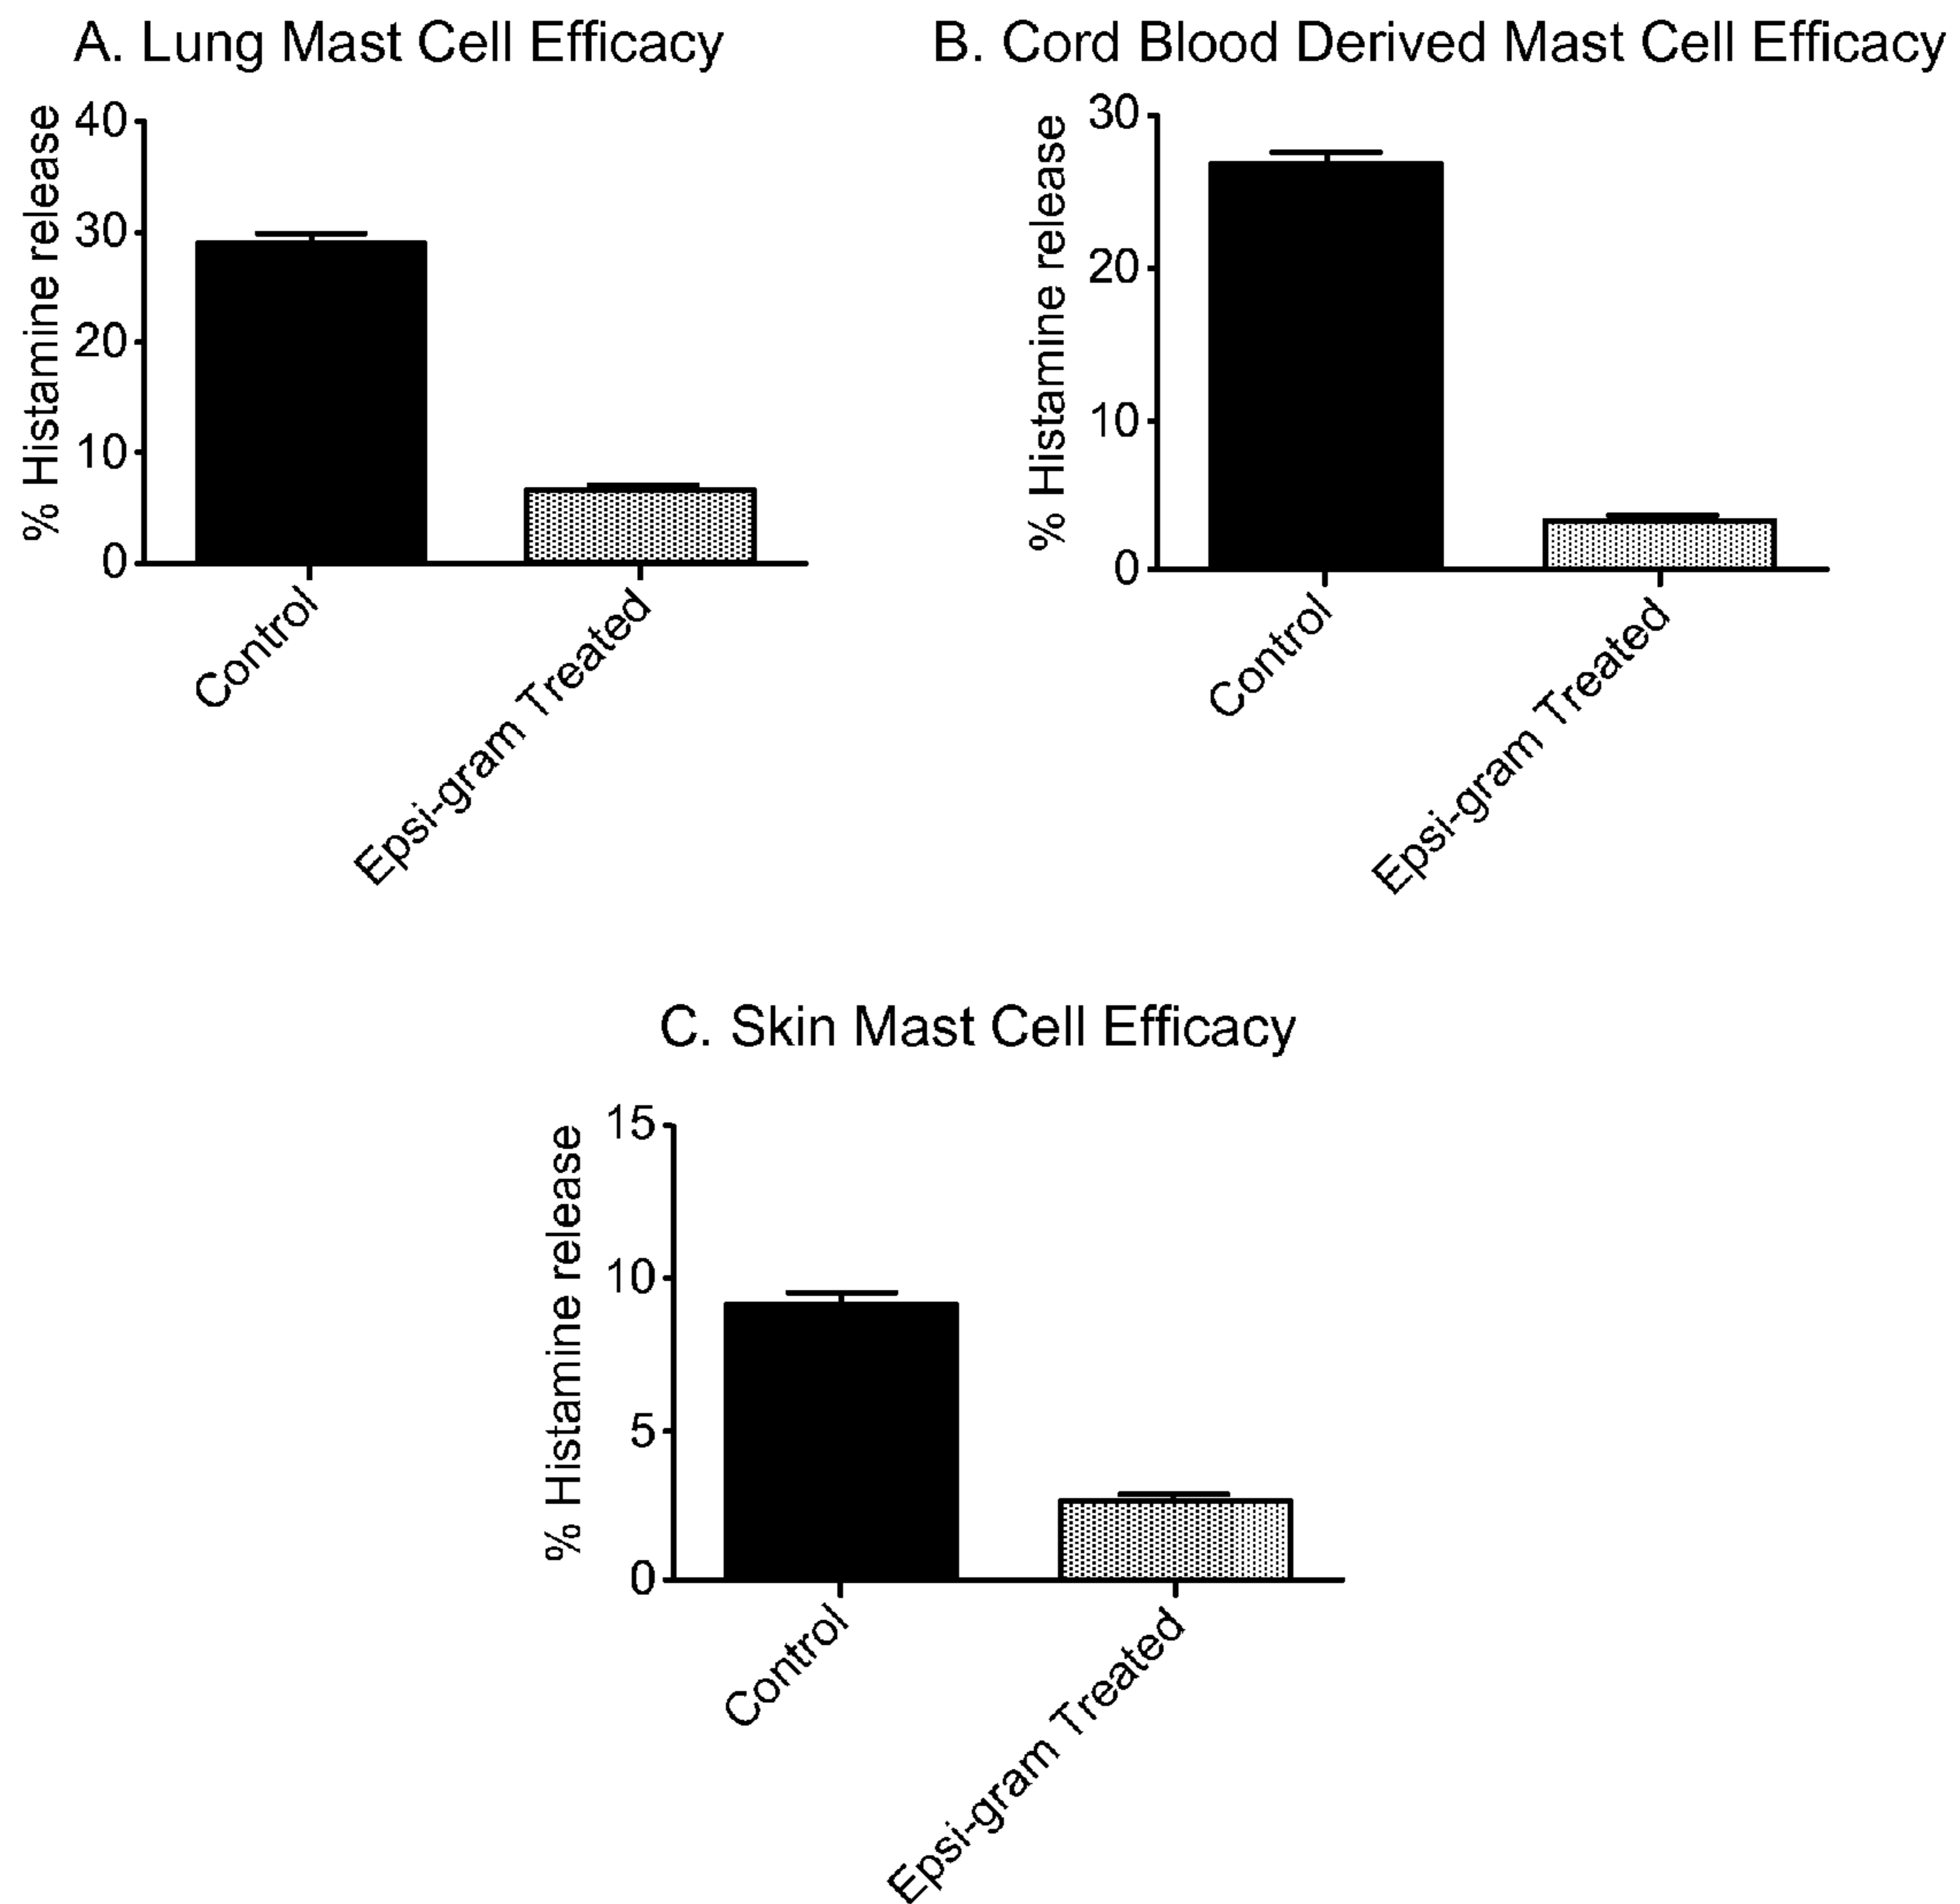 A. Lung Mast Cell Efficacy
% Histamine release
40
30
20
10
0
Control
Epsi-gram Treated
B. Cord Blood Derived Mast Cell Efficacy
% Histamine release
30
20
10
0
Control
Epsi-gram Treated
C. Skin Mast Cell Efficacy
% Histamine release
15
10
5
0
Control
Epsi-gram Treated